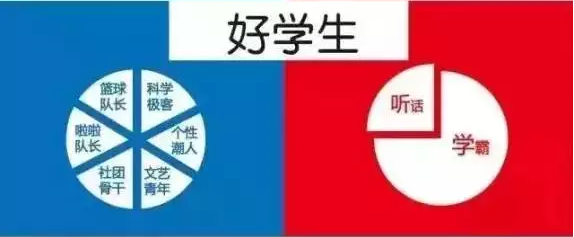 好学生
篮球
队长
科学
极客
啦啦
队长
个性
潮人
社团
骨干
文艺
青年
听话
学霸